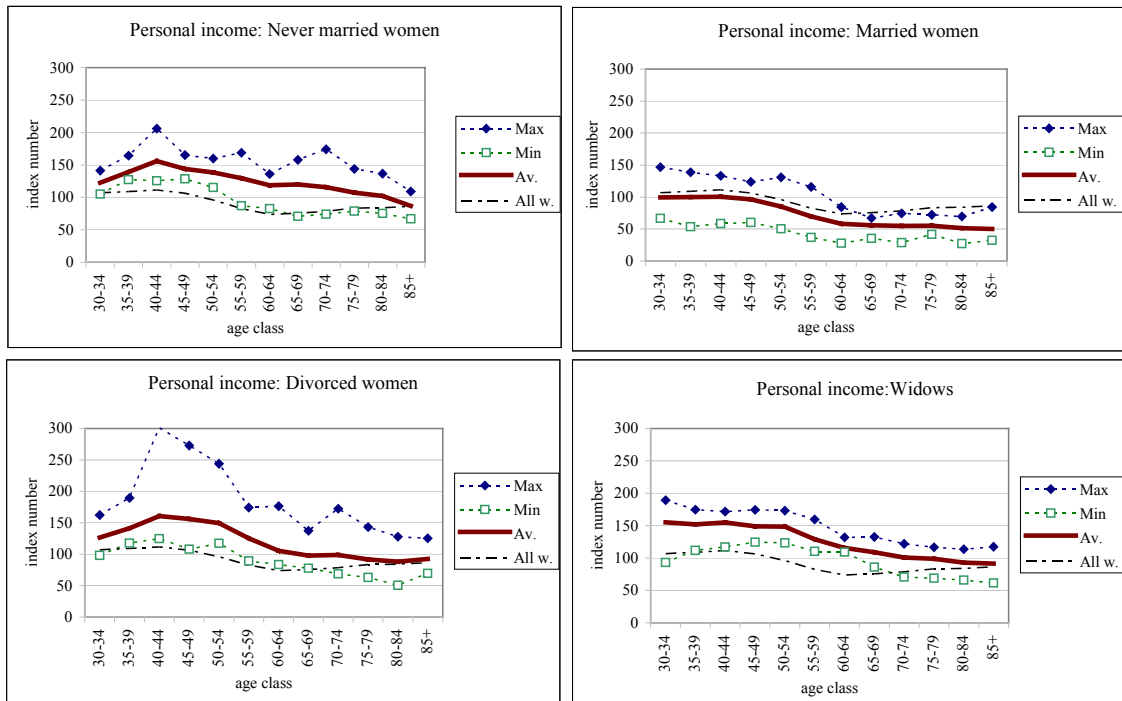 Personal income: Never married women
index number
300
250
200
150
100
50
0
30-34
35-39
40-44
45-49
50-54
55-59
60-64
65-69
70-74
75-79
80-84
85+
age class
Max
Min
Av.
All w.
Personal income: Married women
index number
300
250
200
150
100
50
0
30-34
35-39
40-44
45-49
50-54
55-59
60-64
65-69
70-74
75-79
80-84
85+
age class
Max
Min
Av.
All w.
Personal income: Divorced women
index number
300
250
200
150
100
50
0
30-34
35-39
40-44
45-49
50-54
55-59
60-64
65-69
70-74
75-79
80-84
85+
age class
Max
Min
Av.
All w.
Personal income:Widows
index number
300
250
200
150
100
50
0
30-34
35-39
40-44
45-49
50-54
55-59
60-64
65-69
70-74
75-79
80-84
85+
age class
Max
Min
Av.
All w.